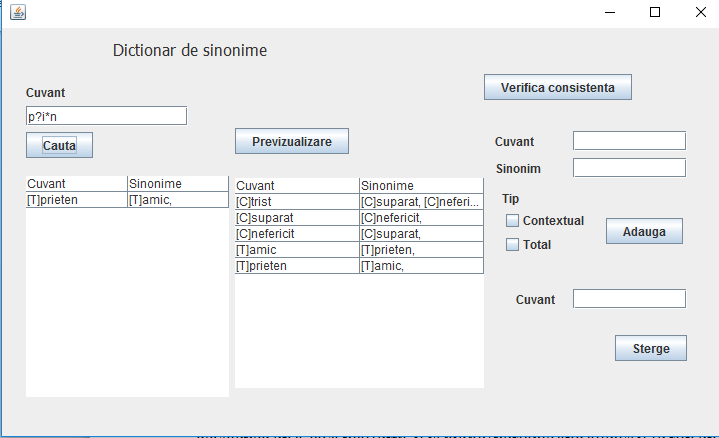 Dictionar de sinonime
Cuvant
p?i*n
Cauta
Cuvant Sinonime
[T]prieten [T]amic,
Previzualizare
Cuvant Sinonime
[C]trist [C]suparat, [C]neferi...
[C]suparat [C]nefericit,
[C]nefericit [C]suparat,
[T]amic [T]prieten,
[T]prieten [T]amic,
Verifica consistenta
Cuvant
Sinonim
Tip
Contextual
Total
Adauga
Cuvant
Sterge